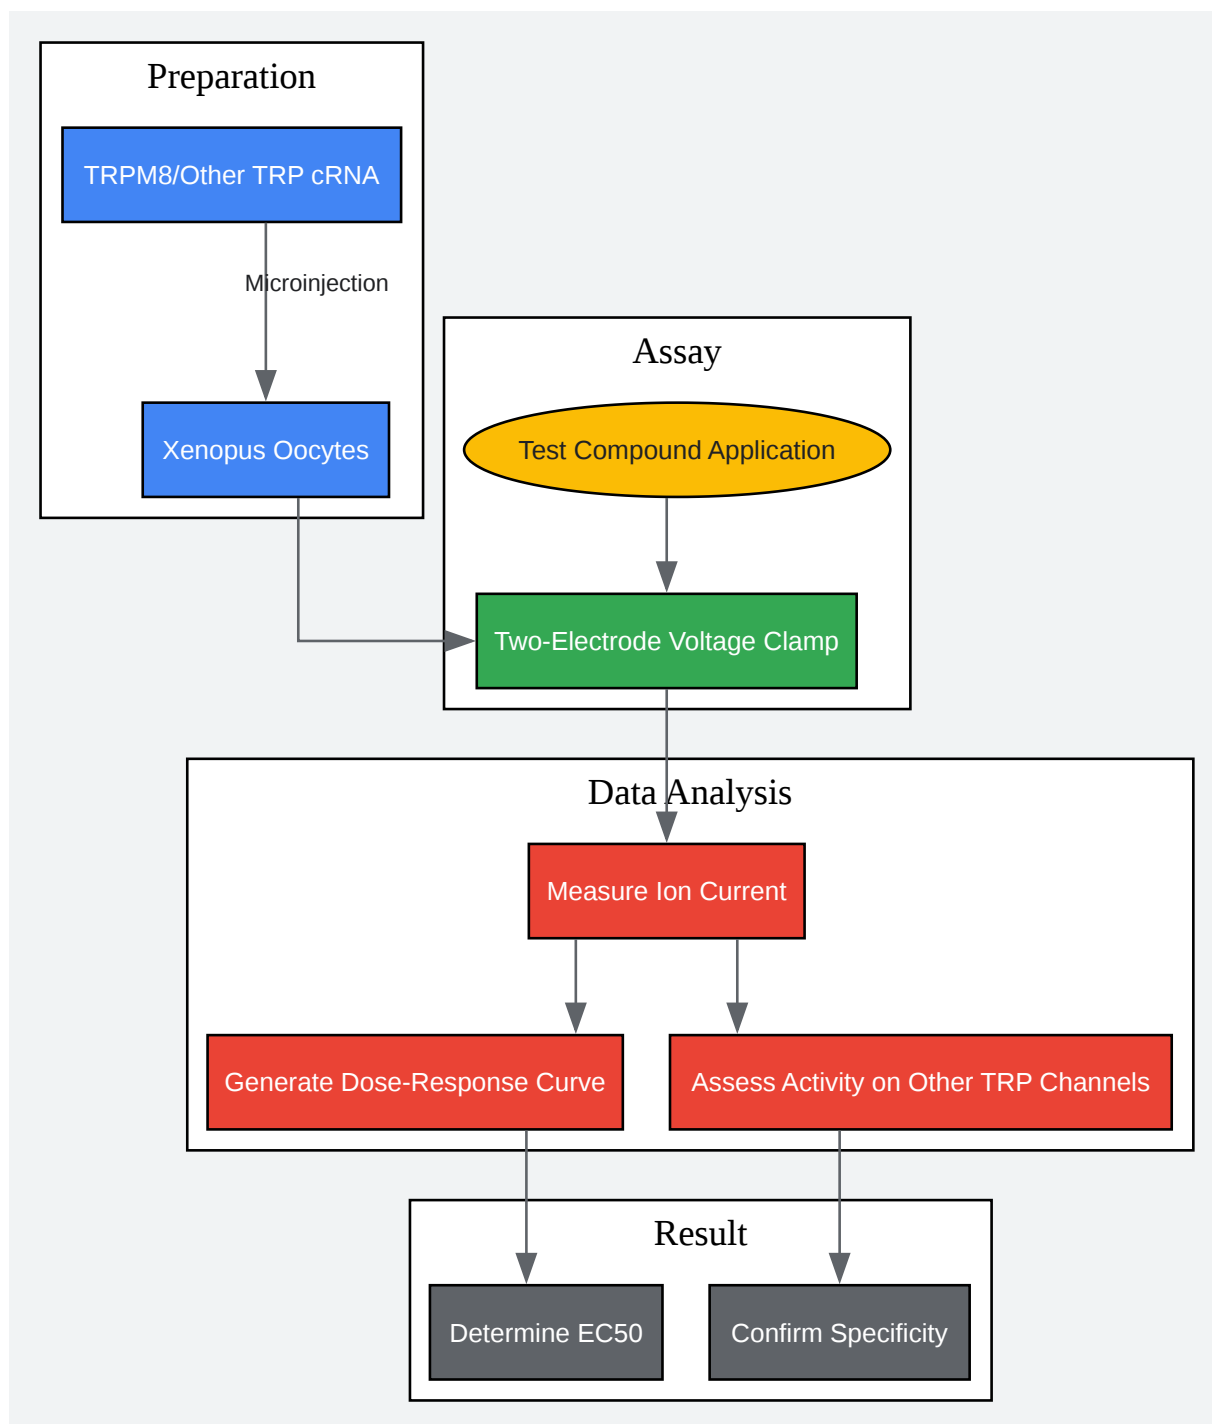 Preparation
TRPM8/Other TRP cRNA
Microinjection
Xenopus Oocytes
Assay
Test Compound Application
Two-Electrode Voltage Clamp
Data Analysis
Measure Ion Current
Generate Dose-Response Curve
Assess Activity on Other TRP Channels
Result
Determine EC50
Confirm Specificity